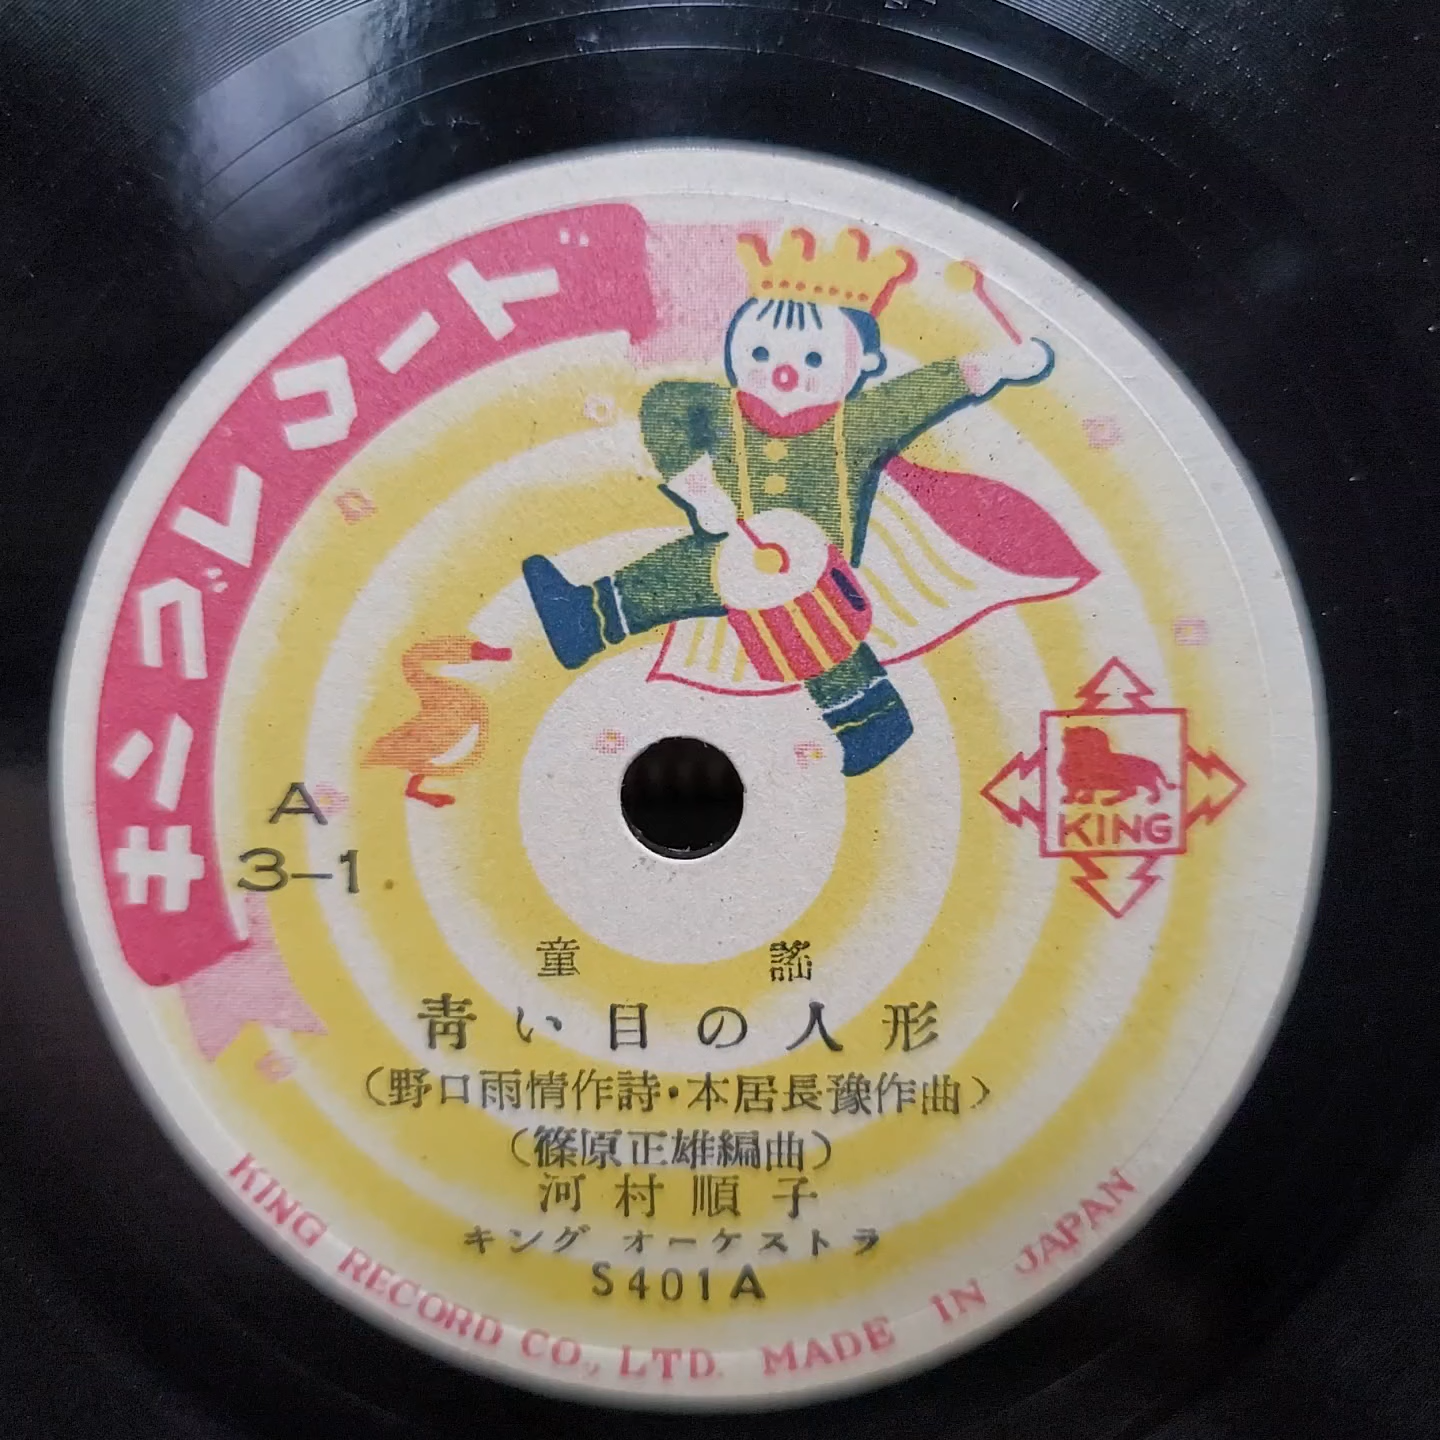 キングレコード
KING
A
3-1
童謠
靑い目の人形
(野口雨情作詩・本居長豫作曲)
(篠原正雄編曲)
河村順子
キングオーケストラ
S401A
KING RECORD CO., LTD. MADE IN JAPAN